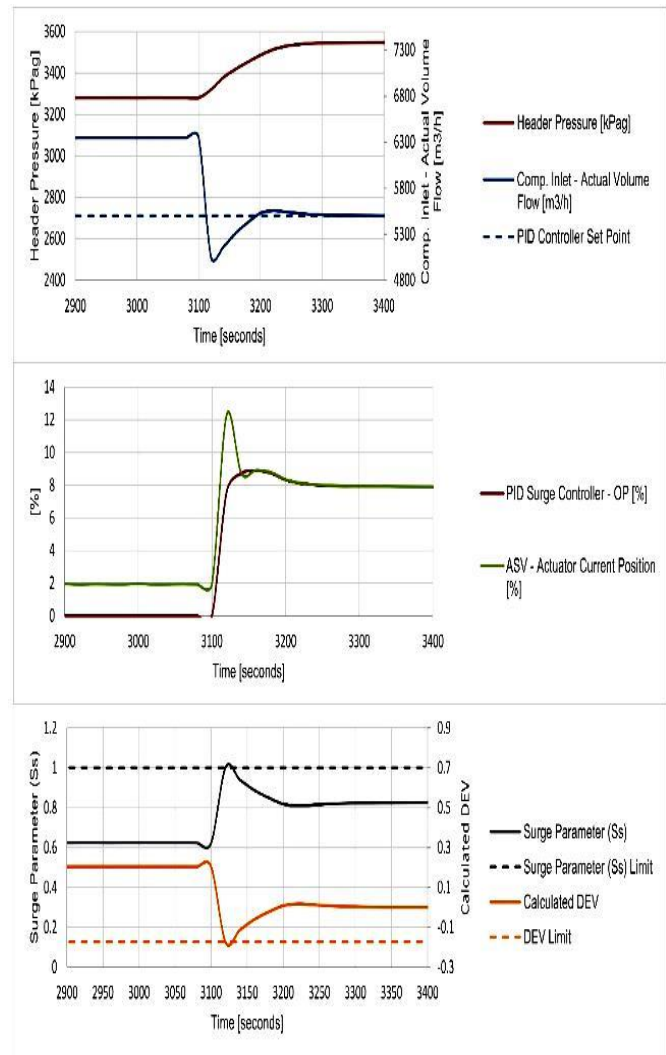 3600
3400
3200
3000
2800
2600
2400
Header Pressure [kPag]
7300
6800
6300
5800
5300
4800
Comp. Inlet - Actual Volume
Flow [m3/h]
2900 3000 3100 3200 3300 3400
Time [seconds]
Header Pressure [kPag]
Comp. Inlet - Actual Volume
Flow [m3/h]
PID Controller Set Point
14
12
10
8
6
4
2
0
[%]
2900 3000 3100 3200 3300 3400
Time [seconds]
PID Surge Controller - OP [%]
ASV - Actuator Current Position
[%]
1.2
1
0.8
0.6
0.4
0.2
0
Surge Parameter (Ss)
0.9
0.7
0.5
0.3
0.1
-0.1
-0.3
Calculated DEV
2900 2950 3000 3050 3100 3150 3200 3250 3300 3350 3400
Time [seconds]
Surge Parameter (Ss)
Surge Parameter (Ss) Limit
Calculated DEV
DEV Limit